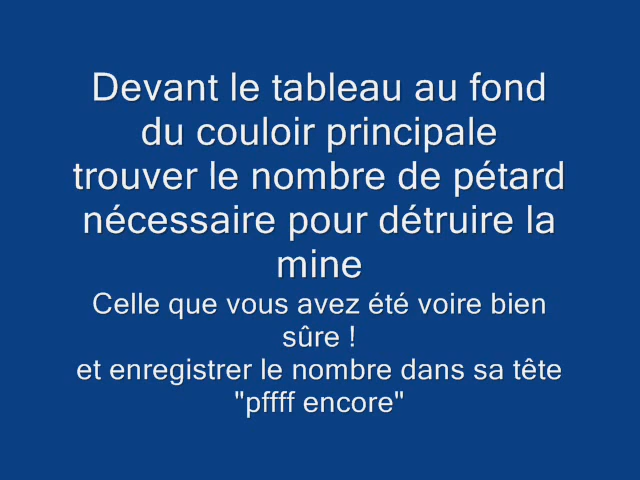 Devant le tableau au fond
du couloir principale
trouver le nombre de pétard
nécessaire pour détruire la
mine
Celle que vous avez été voire bien
sûre !
et enregistrer le nombre dans sa tête
"pffff encore"